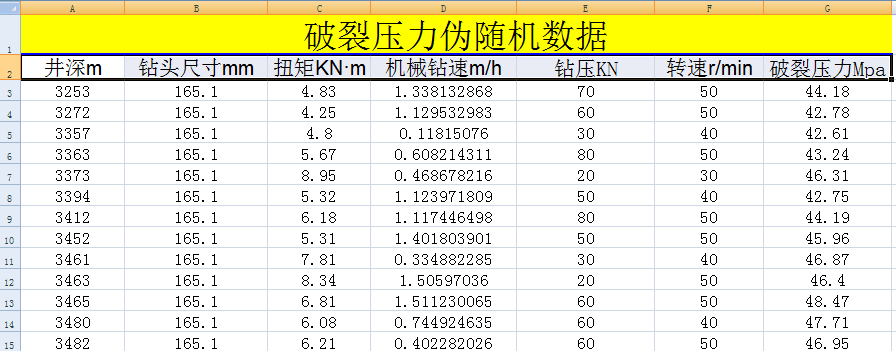 A B C D E F G
1 破裂压力伪随机数据
2 井深m 钻头尺寸mm 扭矩KN·m 机械钻速m/h 钻压KN 转速r/min 破裂压力Mpa
3 3253 165.1 4.83 1.338132868 70 50 44.18
4 3272 165.1 4.25 1.129532983 60 50 42.78
5 3357 165.1 4.8 0.11815076 30 40 42.61
6 3363 165.1 5.67 0.608214311 80 50 43.24
7 3373 165.1 8.95 0.468678216 20 30 46.31
8 3394 165.1 5.32 1.123971809 50 40 42.75
9 3412 165.1 6.18 1.117446498 80 50 44.19
10 3452 165.1 5.31 1.401803901 50 50 45.96
11 3461 165.1 7.81 0.334882285 30 40 46.87
12 3463 165.1 8.34 1.50597036 20 50 46.4
13 3465 165.1 6.81 1.511230065 60 50 48.47
14 3480 165.1 6.08 0.744924635 60 40 47.71
15 3482 165.1 6.21 0.402282026 60 50 46.95